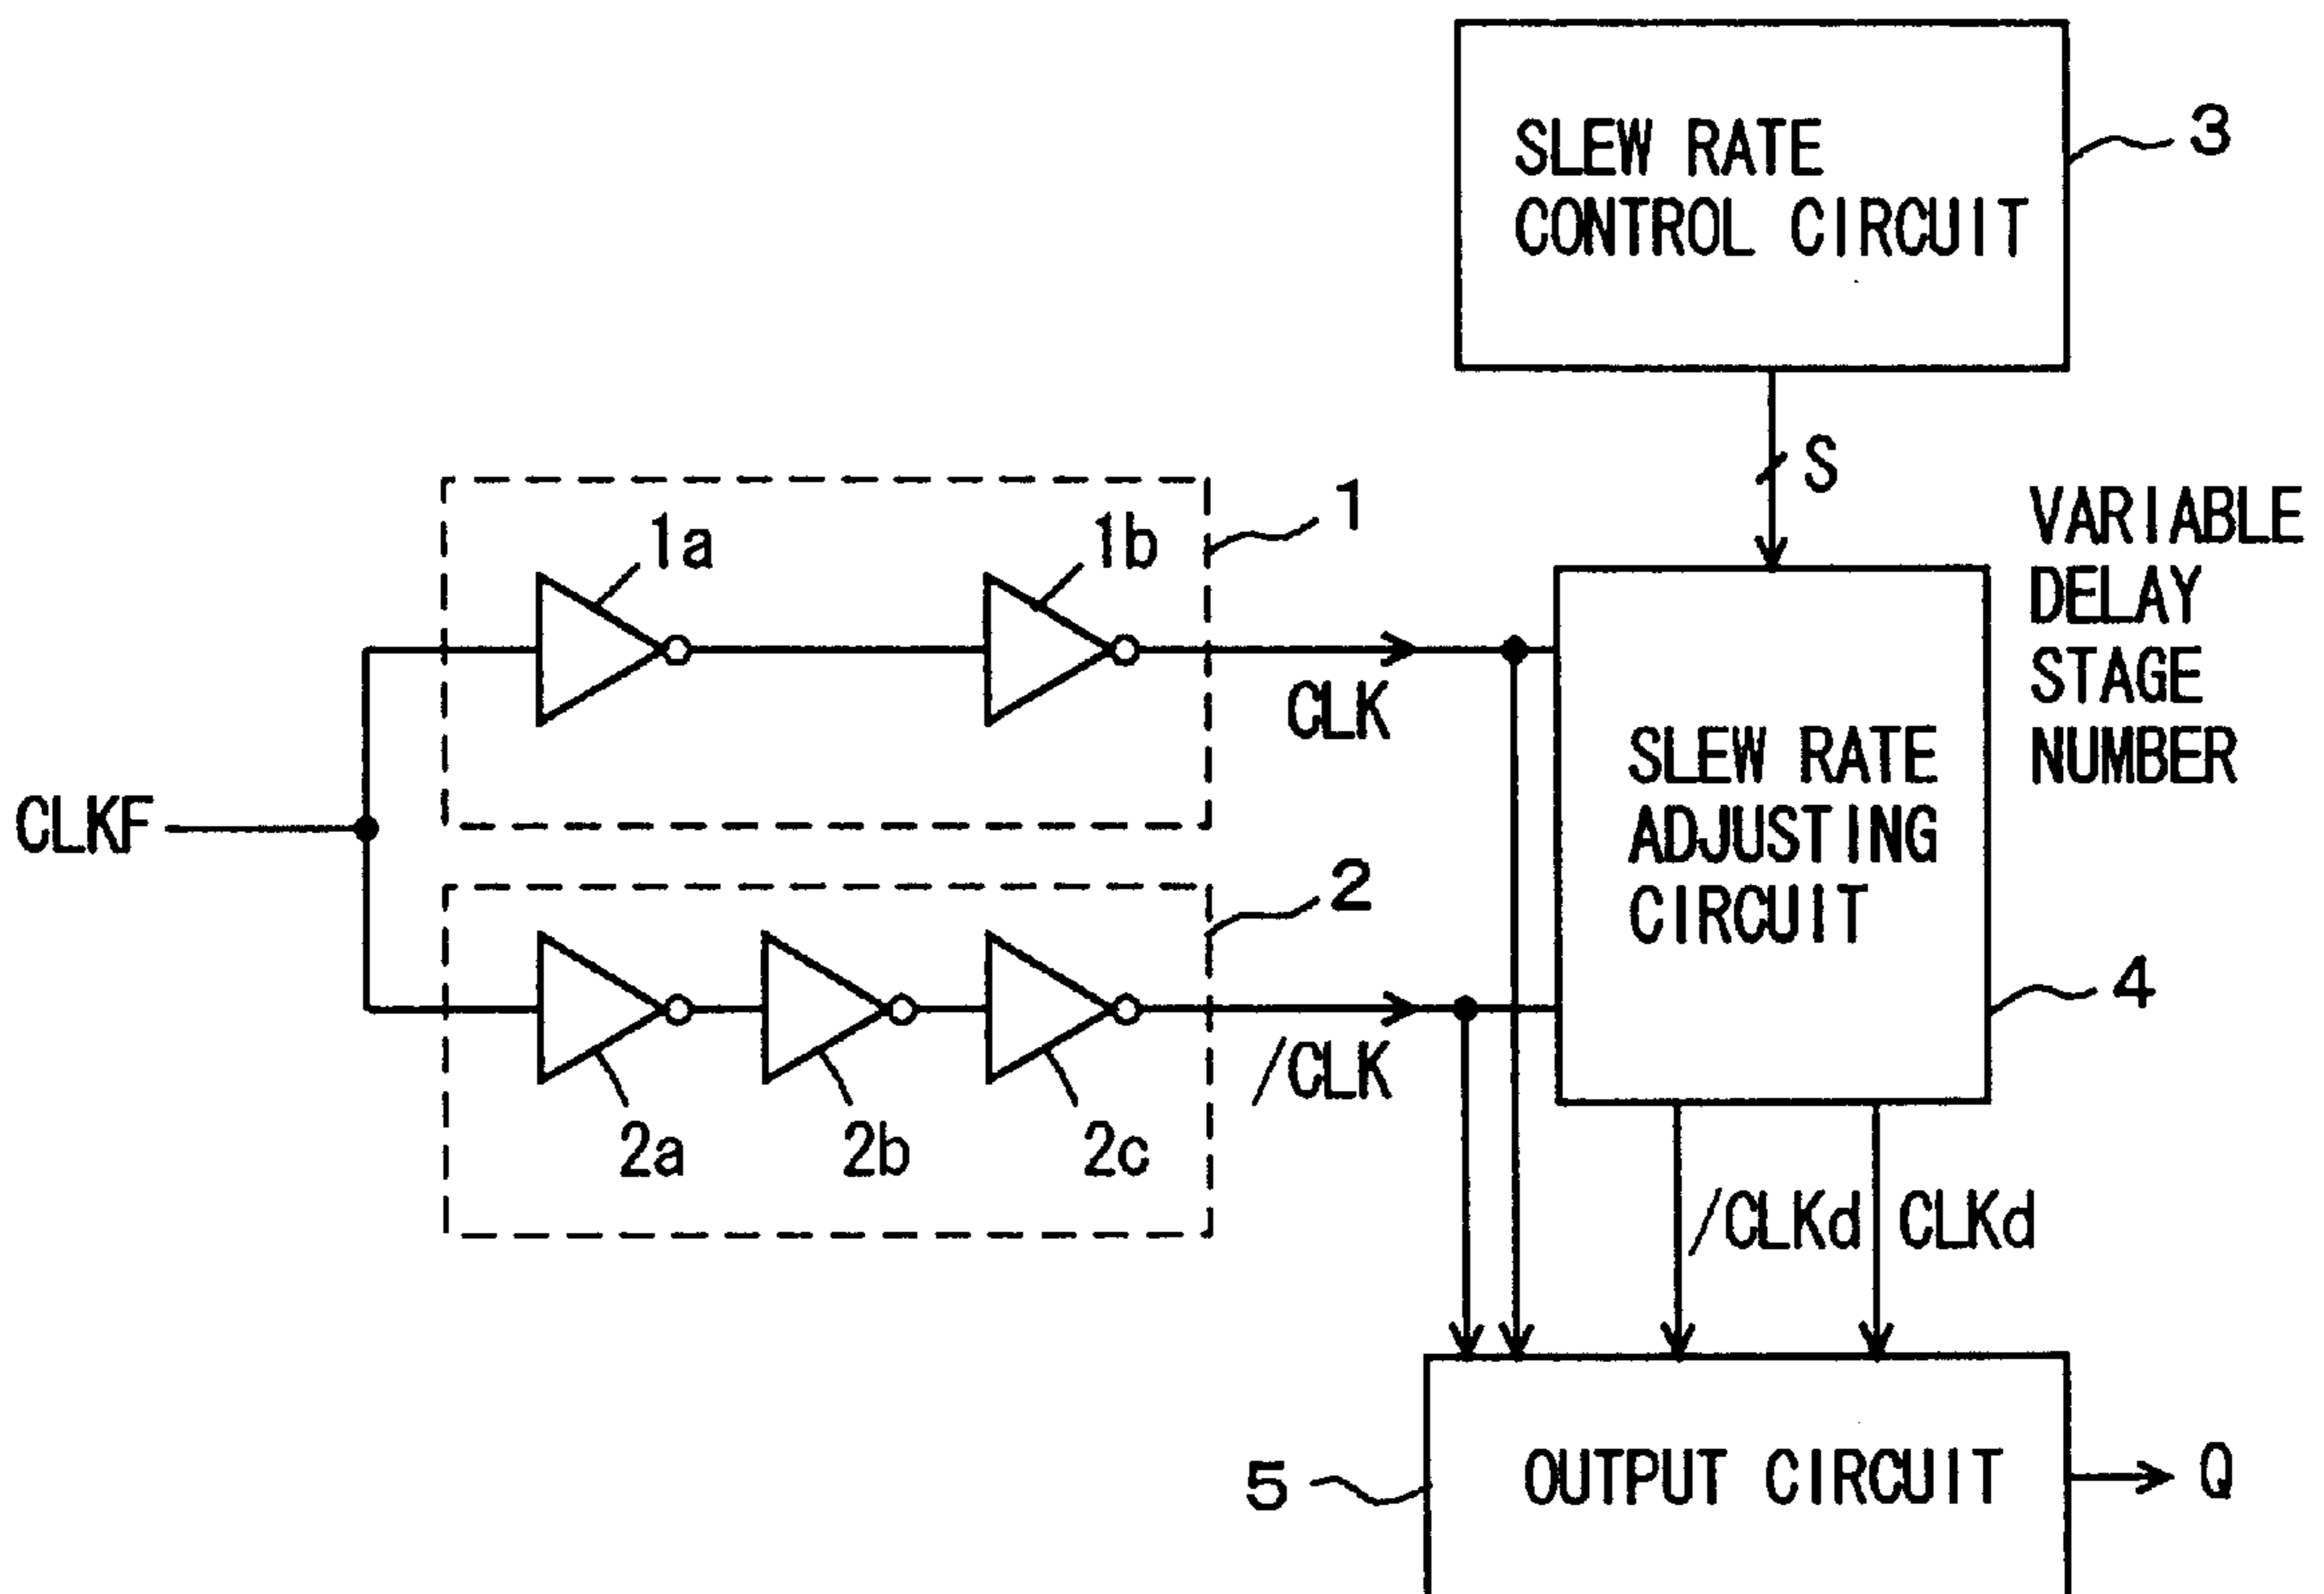 SLEW RATE
CONTROL CIRCUIT
3
S
VARIABLE
DELAY
STAGE
NUMBER
1
1a
1b
CLK
SLEW RATE
ADJUSTING
CIRCUIT
4
CLKF
2
2a
2b
2c
/CLK
/CLKd
CLKd
5
OUTPUT CIRCUIT
Q